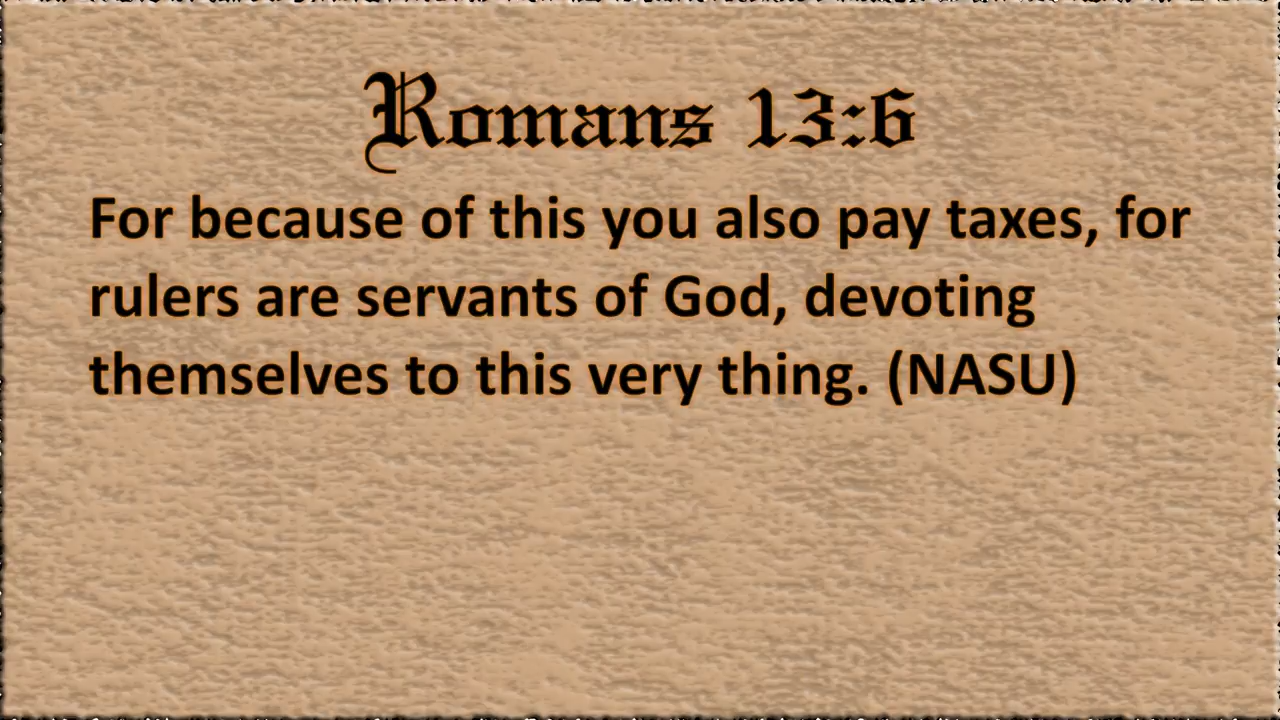 Romans 13:6
For because of this you also pay taxes, for
rulers are servants of God, devoting
themselves to this very thing. (NASU)